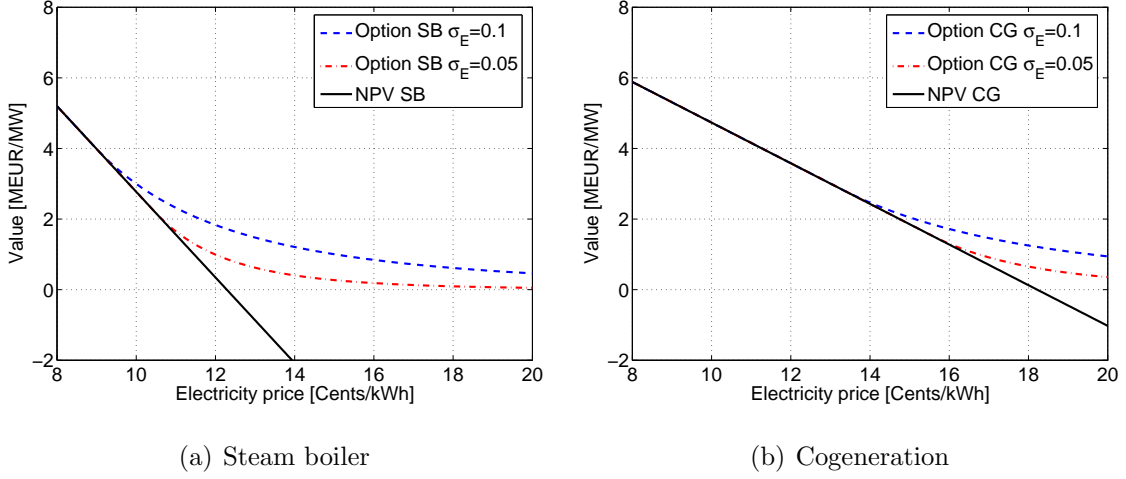 8
6
4
2
0
−2
Value [MEUR/MW]
Option SB σE=0.1
Option SB σE=0.05
NPV SB
8 10 12 14 16 18 20
Electricity price [Cents/kWh]
(a) Steam boiler
8
6
4
2
0
−2
Value [MEUR/MW]
Option CG σE=0.1
Option CG σE=0.05
NPV CG
8 10 12 14 16 18 20
Electricity price [Cents/kWh]
(b) Cogeneration